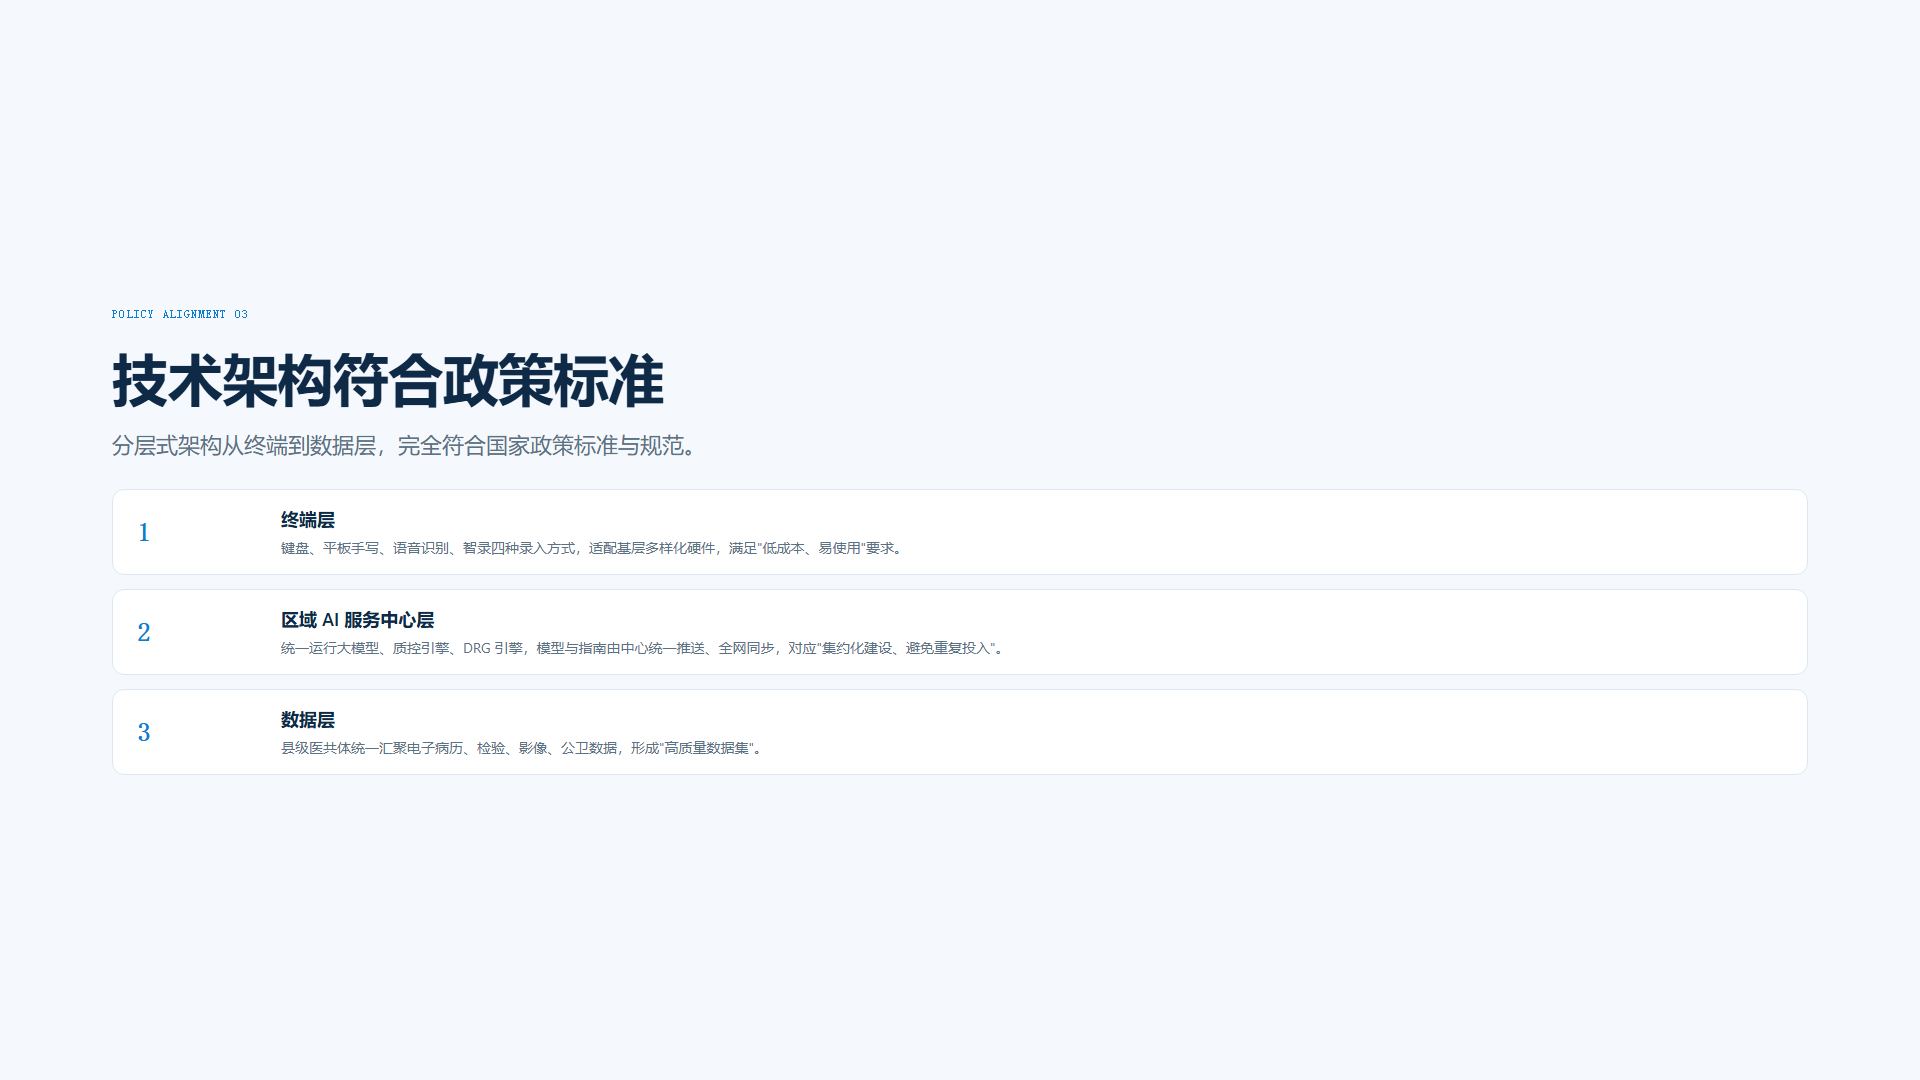 POLICY ALIGNMENT 03
技术架构符合政策标准
分层式架构从终端到数据层，完全符合国家政策标准与规范。
1
终端层
键盘、平板手写、语音识别、智录四种录入方式，适配基层多样化硬件，满足"低成本、易使用"要求。
2
区域 AI 服务中心层
统一运行大模型、质控引擎、DRG 引擎，模型与指南由中心统一推送、全网同步，对应"集约化建设、避免重复投入"。
3
数据层
县级医共体统一汇聚电子病历、检验、影像、公卫数据，形成"高质量数据集"。